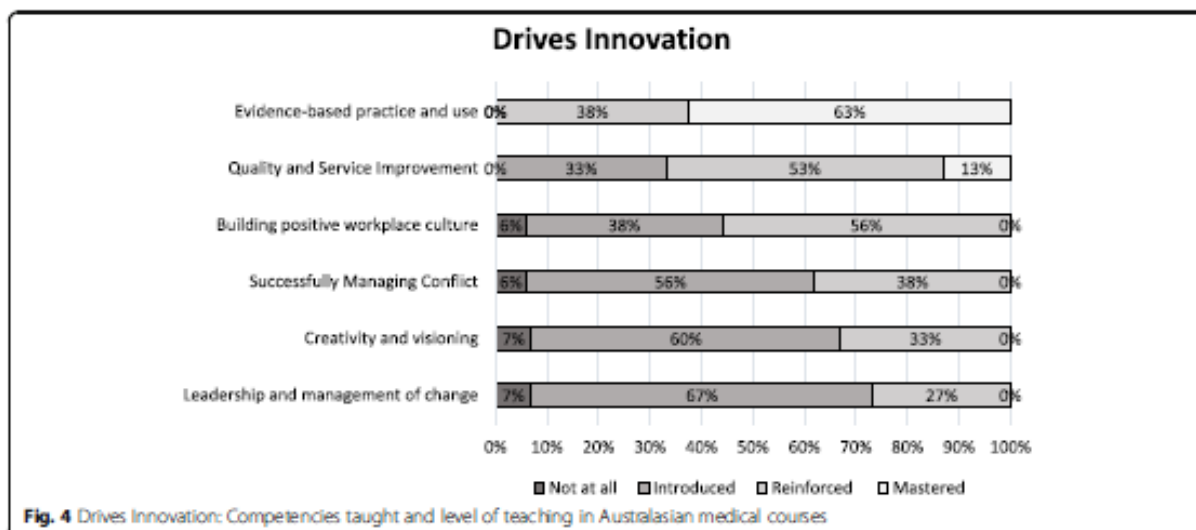 Drives Innovation
Evidence-based practice and use 0% 38% 63%
Quality and Service Improvement 0% 33% 53% 13%
Building positive workplace culture 6% 38% 56% 0%
Successfully Managing Conflict 6% 56% 38% 0%
Creativity and visioning 7% 60% 33% 0%
Leadership and management of change 7% 67% 27% 0%
0% 10% 20% 30% 40% 50% 60% 70% 80% 90% 100%
Not at all Introduced Reinforced Mastered
Fig. 4 Drives Innovation: Competencies taught and level of teaching in Australasian medical courses